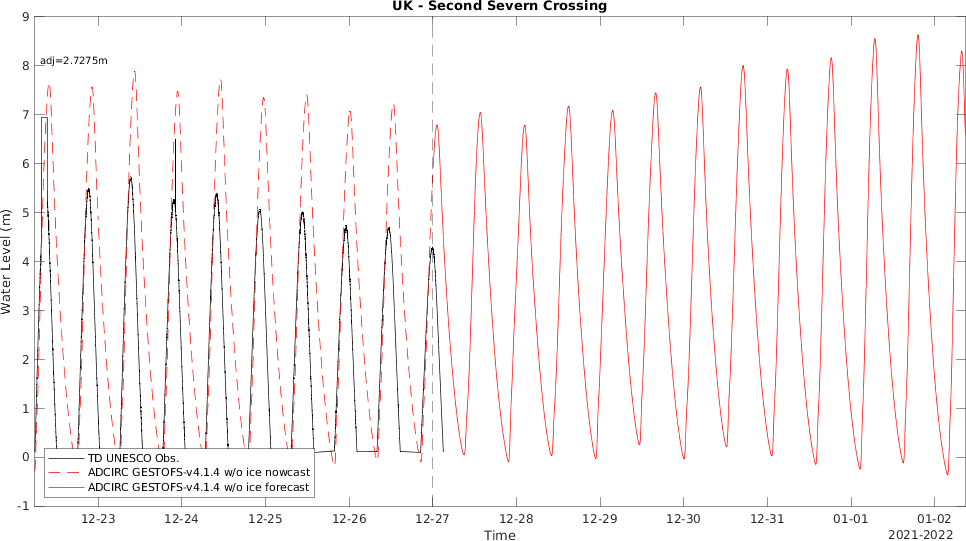 UK - Second Severn Crossing
adj=2.7275m
9
8
7
6
5
4
3
2
1
0
-1
Water Level (m)
TD UNESCO Obs.
ADCIRC GESTOFS-v4.1.4 w/o ice nowcast
ADCIRC GESTOFS-v4.1.4 w/o ice forecast
12-23 12-24 12-25 12-26 12-27 12-28 12-29 12-30 12-31 01-01 01-02
Time
2021-2022